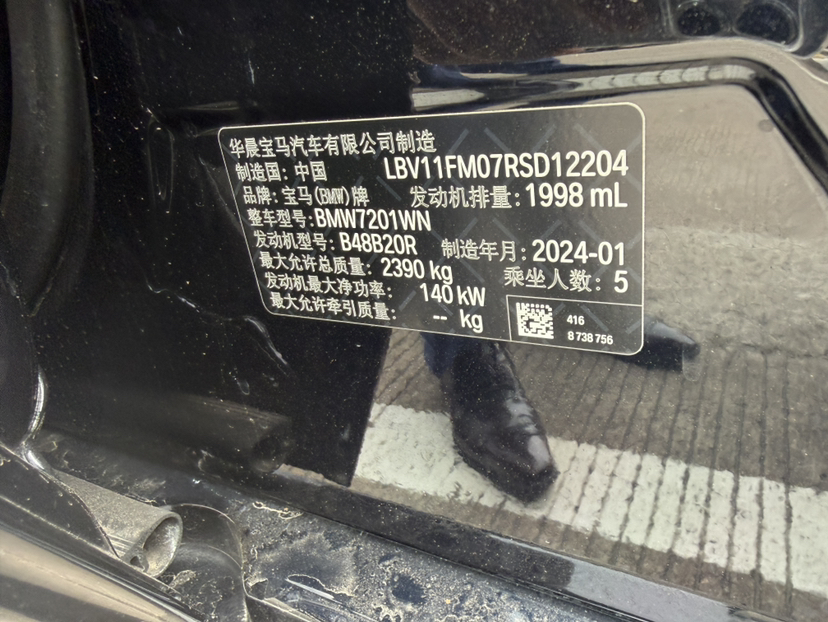 华晨宝马汽车有限公司制造
制造国: 中国 LBV11FM07RSD12204
品牌: 宝马(BMW)牌 发动机排量: 1998 mL
整车型号: BMW7201WN
发动机型号: B48B20R 制造年月: 2024-01
最大允许总质量: 2390 kg 乘坐人数: 5
发动机最大净功率: 140 kW
最大允许牵引质量: -- kg
416
8 738 756